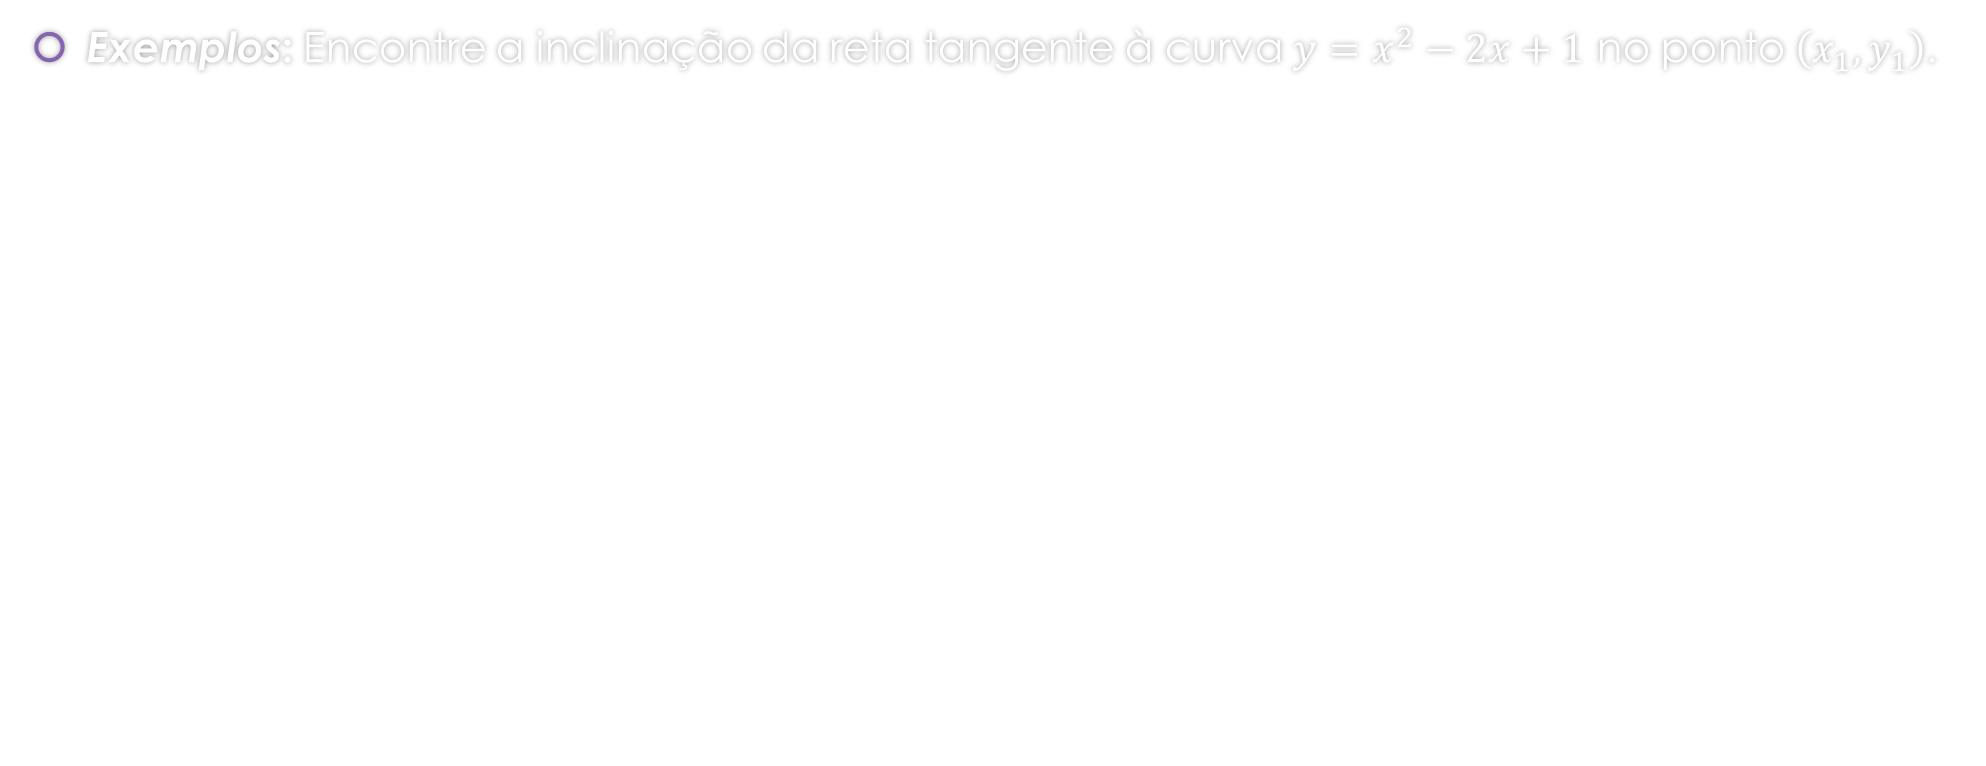 Exemplos: Encontre a inclinação da reta tangente à curva y = x² − 2x + 1 no ponto (x₁, y₁).